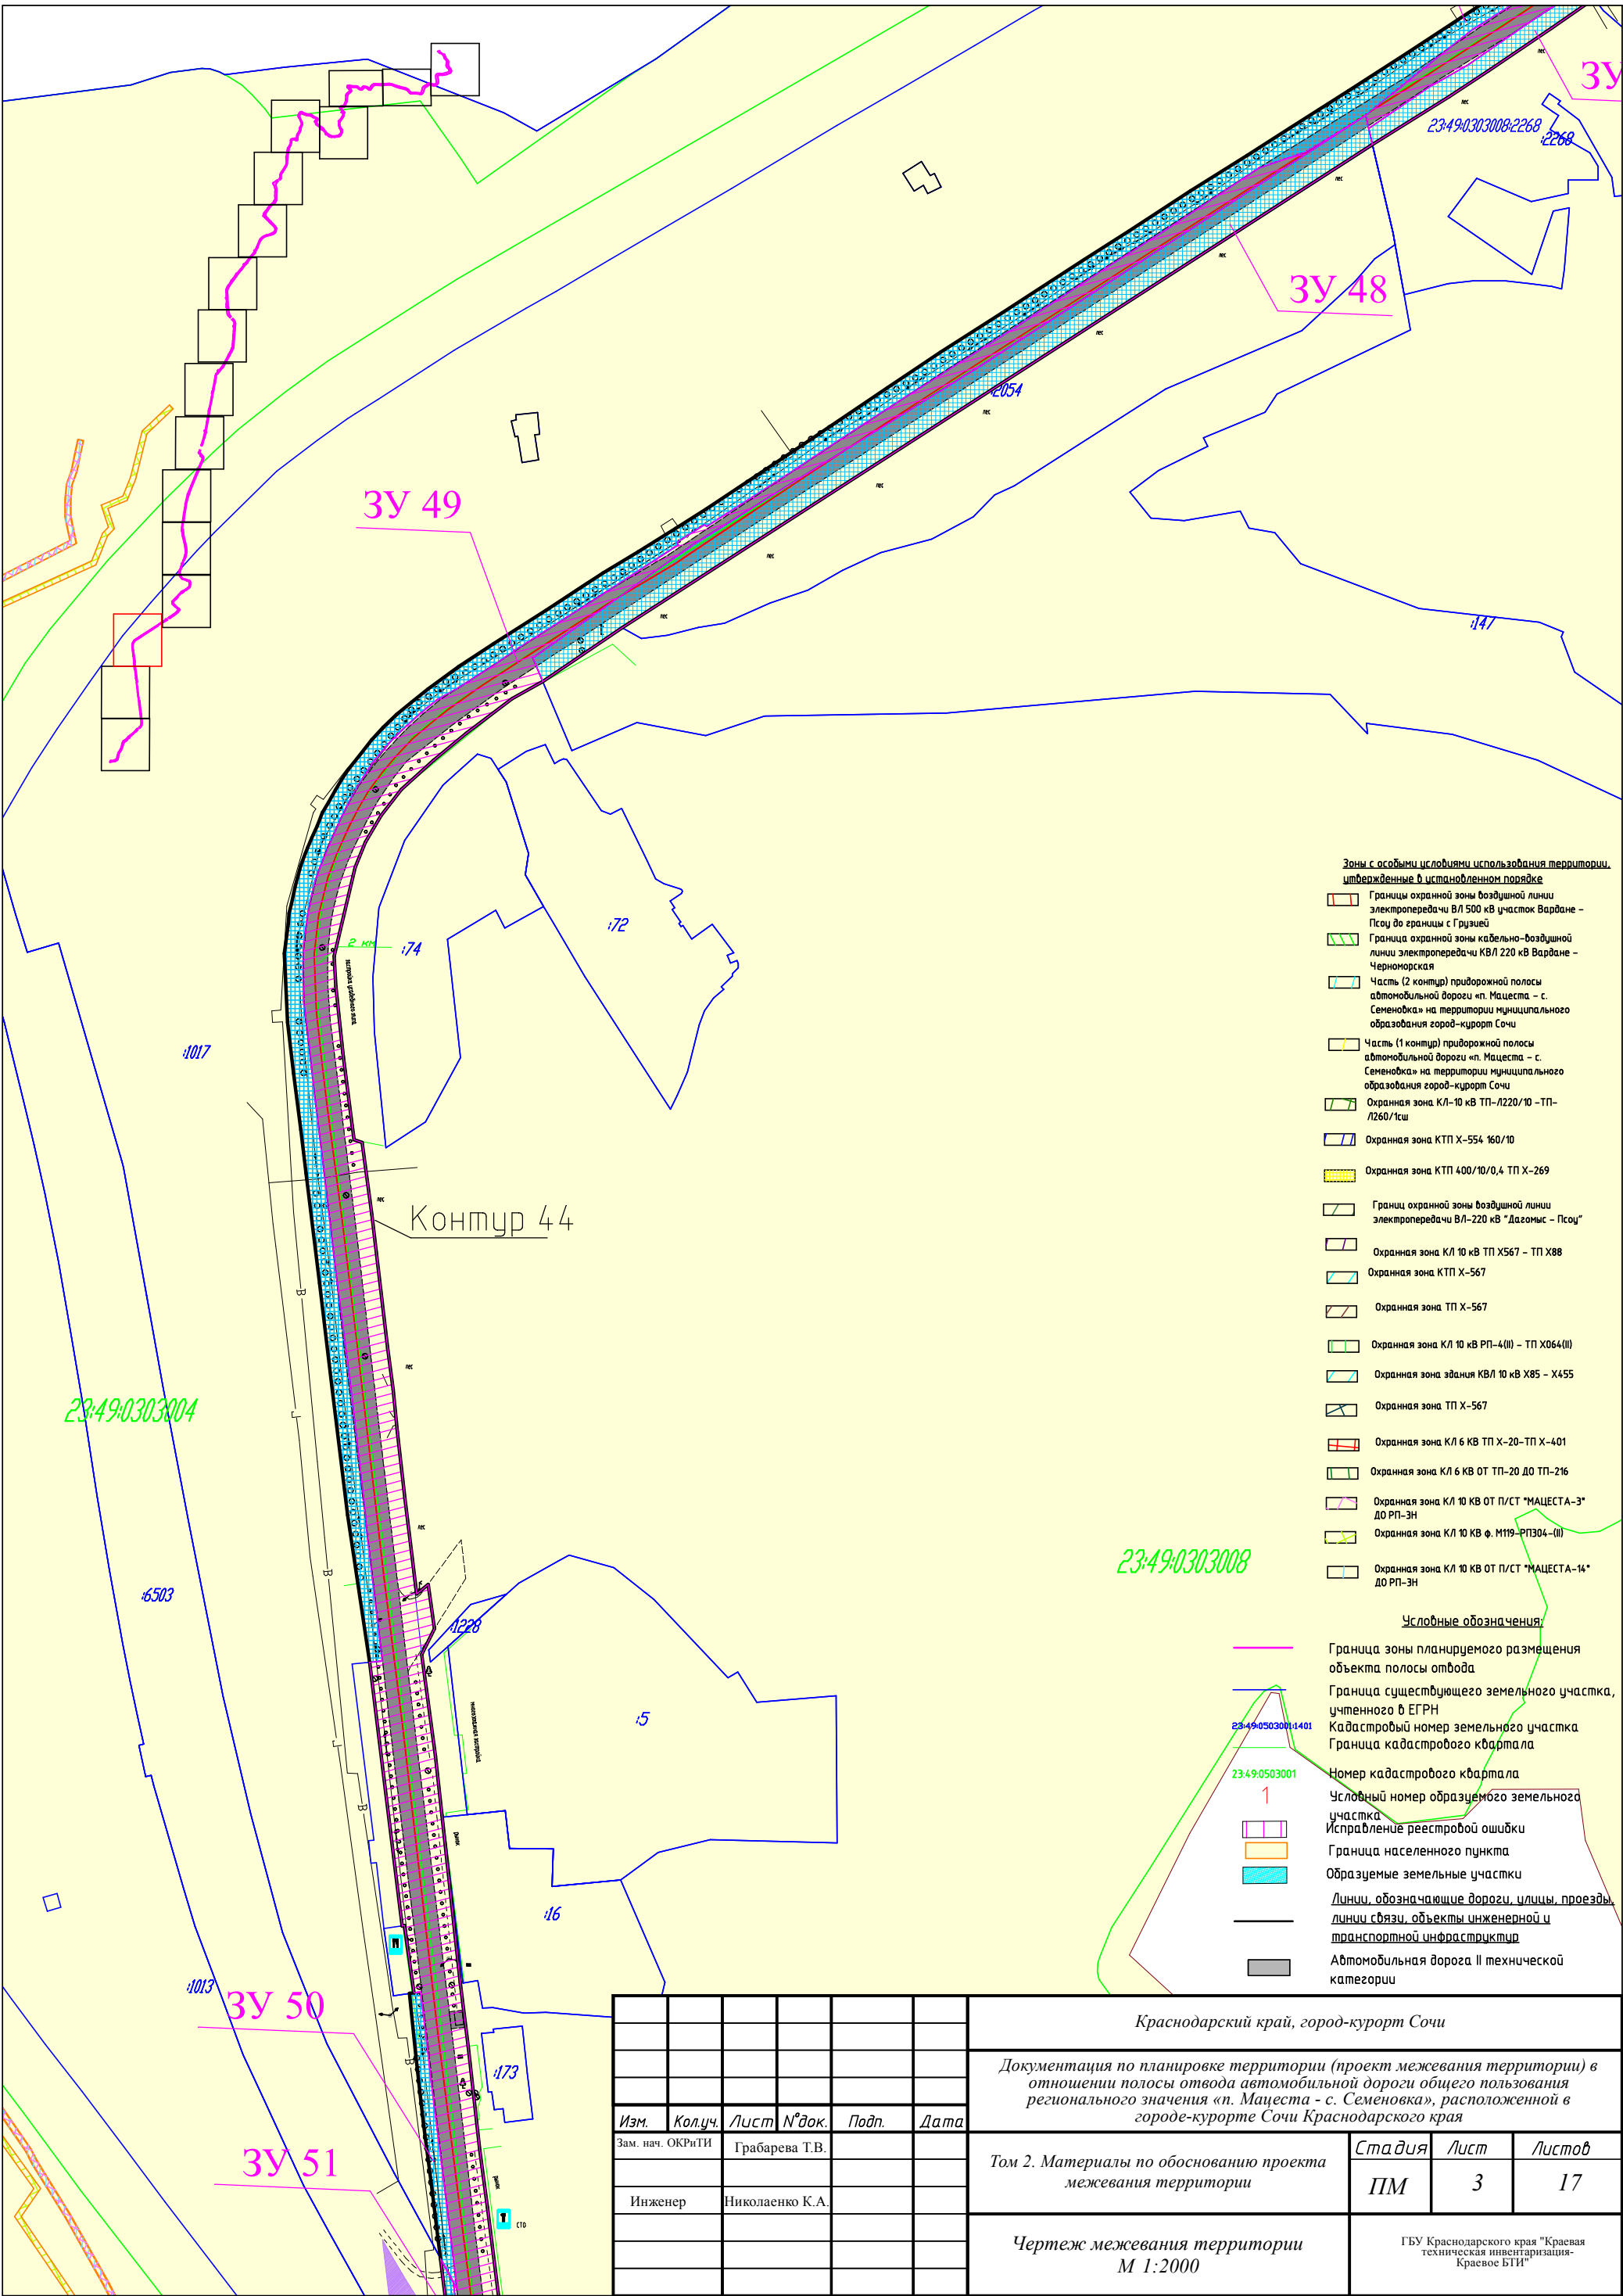 ЗУ
23:49:0303008:2268
:2268
ЗУ 48
:2054
ЗУ 49
:147
:72
:74
2 км
:1017
Контур 44
23:49:0303004
23:49:0303008
:6503
:1228
:5
:16
:1013
ЗУ 50
:173
ЗУ 51
СТО
лес
лес
лес
лес
лес
лес
лес
лес
лес
лес
лес
лес
В
В
В
В
рынок
рынок
Зоны с особыми условиями использования территории,
утвержденные в установленном порядке
Границы охранной зоны воздушной линии
электропередачи ВЛ 500 кВ участок Вардане –
Псоу до границы с Грузией
Граница охранной зоны кабельно-воздушной
линии электропередачи КВЛ 220 кВ Вардане –
Черноморская
Часть (2 контур) придорожной полосы
автомобильной дороги «п. Мацеста – с.
Семеновка» на территории муниципального
образования город-курорт Сочи
Часть (1 контур) придорожной полосы
автомобильной дороги «п. Мацеста – с.
Семеновка» на территории муниципального
образования город-курорт Сочи
Охранная зона КЛ-10 кВ ТП-Л220/10 -ТП-
Л260/1сш
Охранная зона КТП Х-554 160/10
Охранная зона КТП 400/10/0,4 ТП Х-269
Границ охранной зоны воздушной линии
электропередачи ВЛ-220 кВ "Дагомыс – Псоу"
Охранная зона КЛ 10 кВ ТП Х567 – ТП Х88
Охранная зона КТП Х-567
Охранная зона ТП Х-567
Охранная зона КЛ 10 кВ РП-4(II) – ТП Х064(II)
Охранная зона здания КВЛ 10 кВ Х85 – Х455
Охранная зона ТП Х-567
Охранная зона КЛ 6 КВ ТП Х-20-ТП Х-401
Охранная зона КЛ 6 КВ ОТ ТП-20 ДО ТП-216
Охранная зона КЛ 10 КВ ОТ П/СТ "МАЦЕСТА-3"
ДО РП-3Н
Охранная зона КЛ 10 КВ ф. М119-РП304-(II)
Охранная зона КЛ 10 КВ ОТ П/СТ "МАЦЕСТА-14"
ДО РП-3Н
Условные обозначения:
Граница зоны планируемого размещения
объекта полосы отвода
Граница существующего земельного участка,
учтенного в ЕГРН
23:49:0503001:1401 Кадастровый номер земельного участка
Граница кадастрового квартала
23:49:0503001 Номер кадастрового квартала
1 Условный номер образуемого земельного
участка
Исправление реестровой ошибки
Граница населенного пункта
Образуемые земельные участки
Линии, обозначающие дороги, улицы, проезды,
линии связи, объекты инженерной и
транспортной инфраструктур
Автомобильная дорога II технической
категории
Краснодарский край, город-курорт Сочи
Документация по планировке территории (проект межевания территории) в
отношении полосы отвода автомобильной дороги общего пользования
регионального значения «п. Мацеста - с. Семеновка», расположенной в
городе-курорте Сочи Краснодарского края
Изм. Кол.уч. Лист N°док. Подп. Дата
Зам. нач. ОКРиТИ Грабарева Т.В.
Инженер Николаенко К.А.
Том 2. Материалы по обоснованию проекта
межевания территории
Стадия Лист Листов
ПМ 3 17
Чертеж межевания территории
М 1:2000
ГБУ Краснодарского края "Краевая
техническая инвентаризация-
Краевое БТИ"